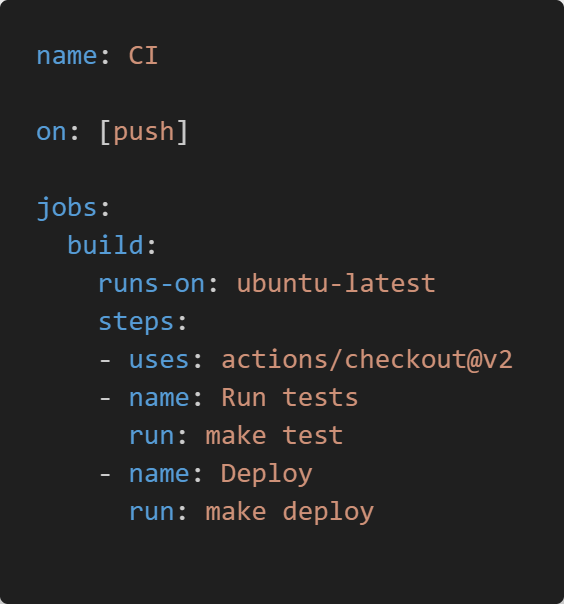 name: CI
on: [push]
jobs:
  build:
    runs-on: ubuntu-latest
    steps:
    - uses: actions/checkout@v2
    - name: Run tests
      run: make test
    - name: Deploy
      run: make deploy